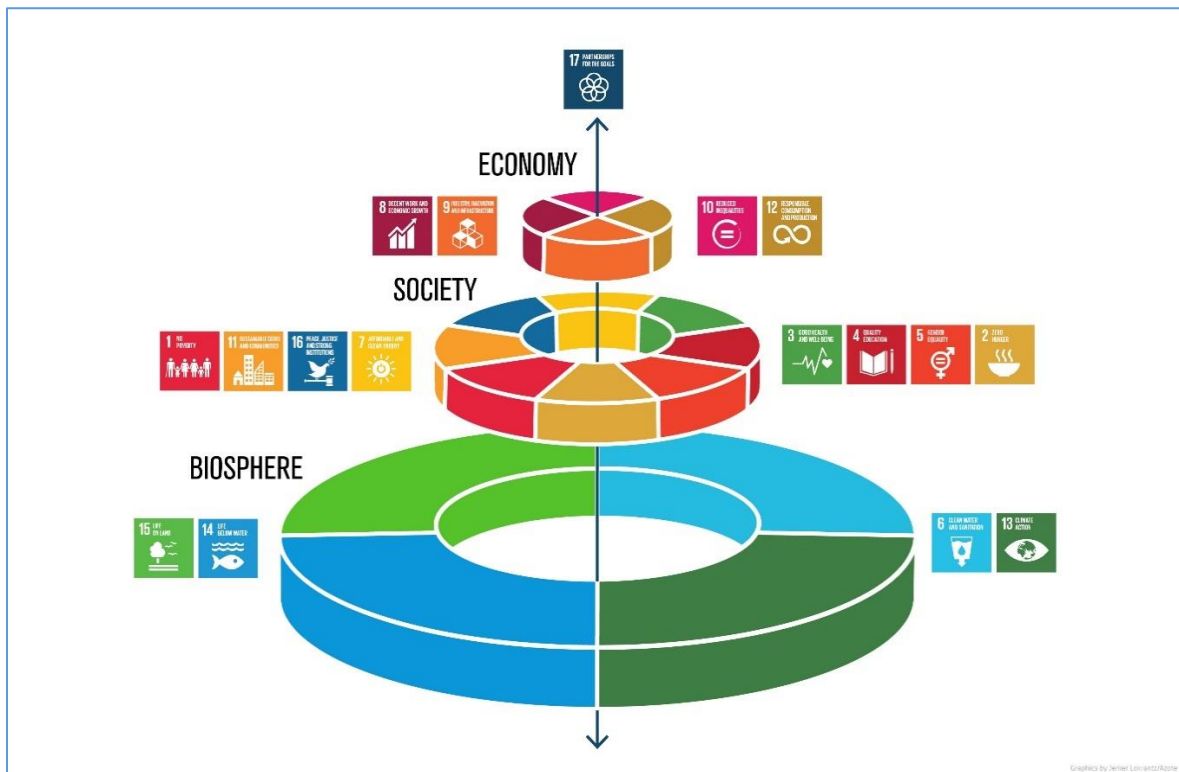 17 PARTNERSHIPS
FOR THE GOALS
ECONOMY
8 DECENT WORK AND
ECONOMIC GROWTH
9 INDUSTRY, INNOVATION
AND INFRASTRUCTURE
10 REDUCED
INEQUALITIES
12 RESPONSIBLE
CONSUMPTION
AND PRODUCTION
SOCIETY
1 NO
POVERTY
11 SUSTAINABLE CITIES
AND COMMUNITIES
16 PEACE, JUSTICE
AND STRONG
INSTITUTIONS
7 AFFORDABLE AND
CLEAN ENERGY
3 GOOD HEALTH
AND WELL-BEING
4 QUALITY
EDUCATION
5 GENDER
EQUALITY
2 ZERO
HUNGER
BIOSPHERE
15 LIFE
ON LAND
14 LIFE
BELOW WATER
6 CLEAN WATER
AND SANITATION
13 CLIMATE
ACTION
Graphics by Jerker Lokrantz/Azote